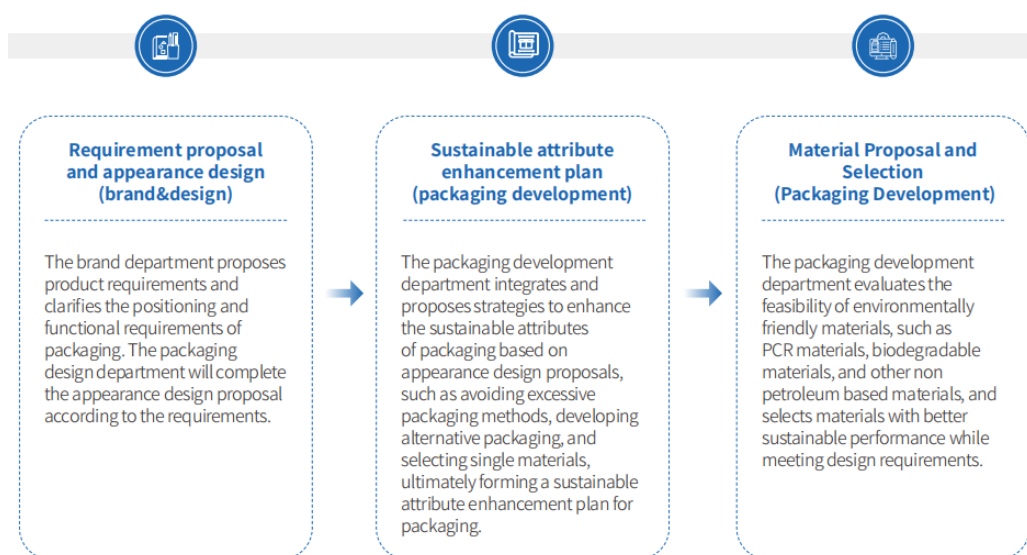 Requirement proposal
and appearance design
(brand&design)
The brand department proposes
product requirements and
clarifies the positioning and
functional requirements of
packaging. The packaging
design department will complete
the appearance design proposal
according to the requirements.
Sustainable attribute
enhancement plan
(packaging development)
The packaging development
department integrates and
proposes strategies to enhance
the sustainable attributes
of packaging based on
appearance design proposals,
such as avoiding excessive
packaging methods, developing
alternative packaging, and
selecting single materials,
ultimately forming a sustainable
attribute enhancement plan for
packaging.
Material Proposal and
Selection
(Packaging Development)
The packaging development
department evaluates the
feasibility of environmentally
friendly materials, such as
PCR materials, biodegradable
materials, and other non
petroleum based materials, and
selects materials with better
sustainable performance while
meeting design requirements.